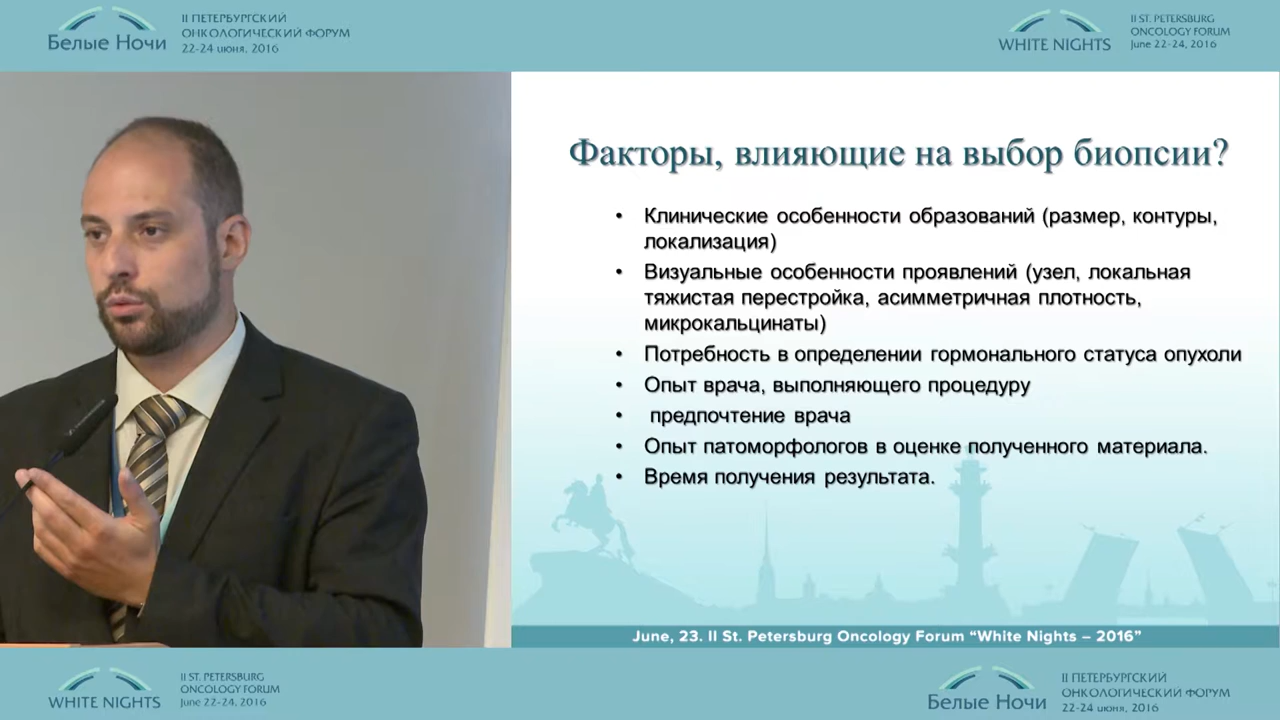 Белые Ночи
II ПЕТЕРБУРГСКИЙ
ОНКОЛОГИЧЕСКИЙ ФОРУМ
22-24 июня, 2016
WHITE NIGHTS
II ST. PETERSBURG
ONCOLOGY FORUM
June 22-24, 2016
Факторы, влияющие на выбор биопсии?
• Клинические особенности образований (размер, контуры,
локализация)
• Визуальные особенности проявлений (узел, локальная
тяжистая перестройка, асимметричная плотность,
микрокальцинаты)
• Потребность в определении гормонального статуса опухоли
• Опыт врача, выполняющего процедуру
• предпочтение врача
• Опыт патоморфологов в оценке полученного материала.
• Время получения результата.
June, 23. II St. Petersburg Oncology Forum “White Nights – 2016”
WHITE NIGHTS
II ST. PETERSBURG
ONCOLOGY FORUM
June 22-24, 2016
Белые Ночи
II ПЕТЕРБУРГСКИЙ
ОНКОЛОГИЧЕСКИЙ ФОРУМ
22-24 июня, 2016